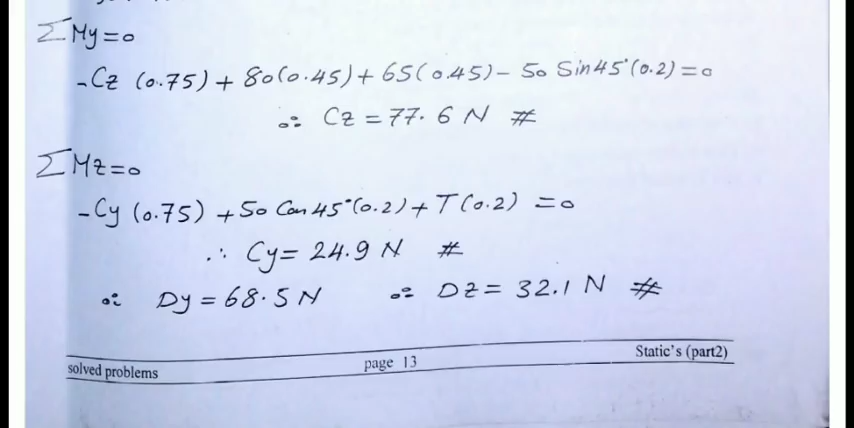 ΣMy=0
-Cz (0.75) + 80(0.45) + 65(0.45) - 50 Sin45°(0.2) = 0
∴ Cz = 77.6 N #
ΣMz=0
-Cy (0.75) + 50 Cos45°(0.2) + T(0.2) = 0
∴ Cy = 24.9 N #
∴ Dy = 68.5 N ∴ Dz = 32.1 N #
solved problems page 13 Static's (part2)